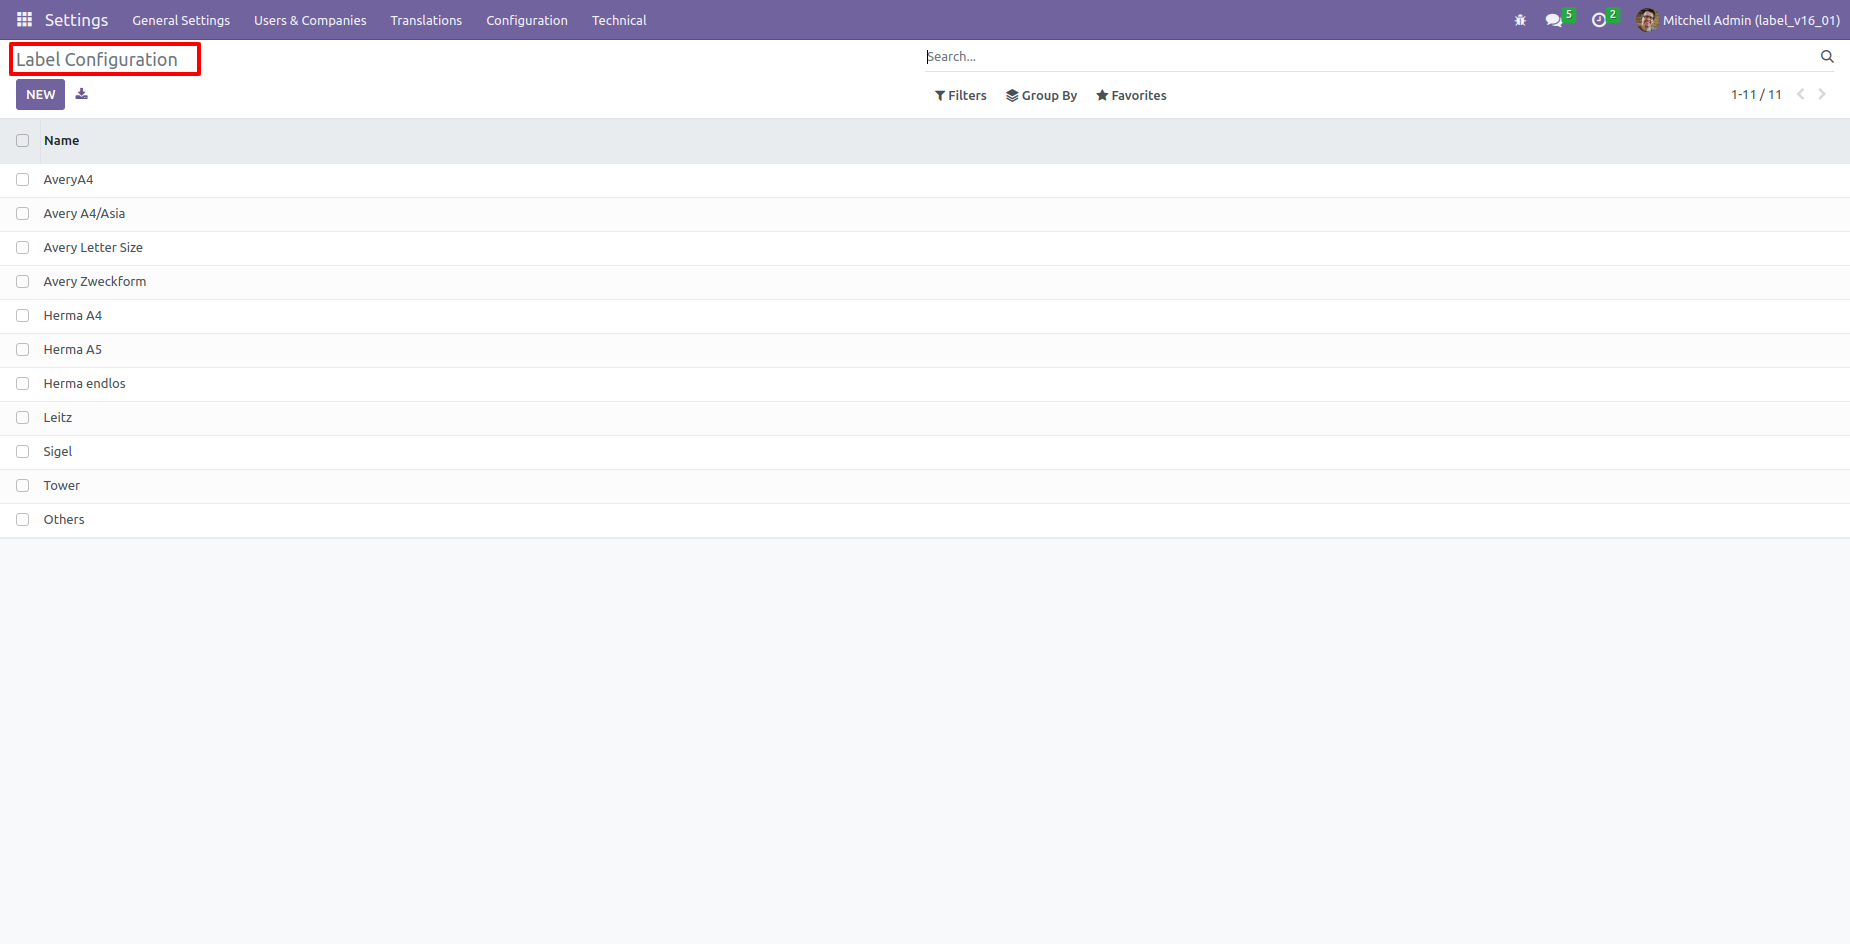 Settings General Settings Users & Companies Translations Configuration Technical 5 2 Mitchell Admin (label_v16_01)
Label Configuration
Search...
NEW
Filters Group By Favorites 1-11 / 11
Name
AveryA4
Avery A4/Asia
Avery Letter Size
Avery Zweckform
Herma A4
Herma A5
Herma endlos
Leitz
Sigel
Tower
Others